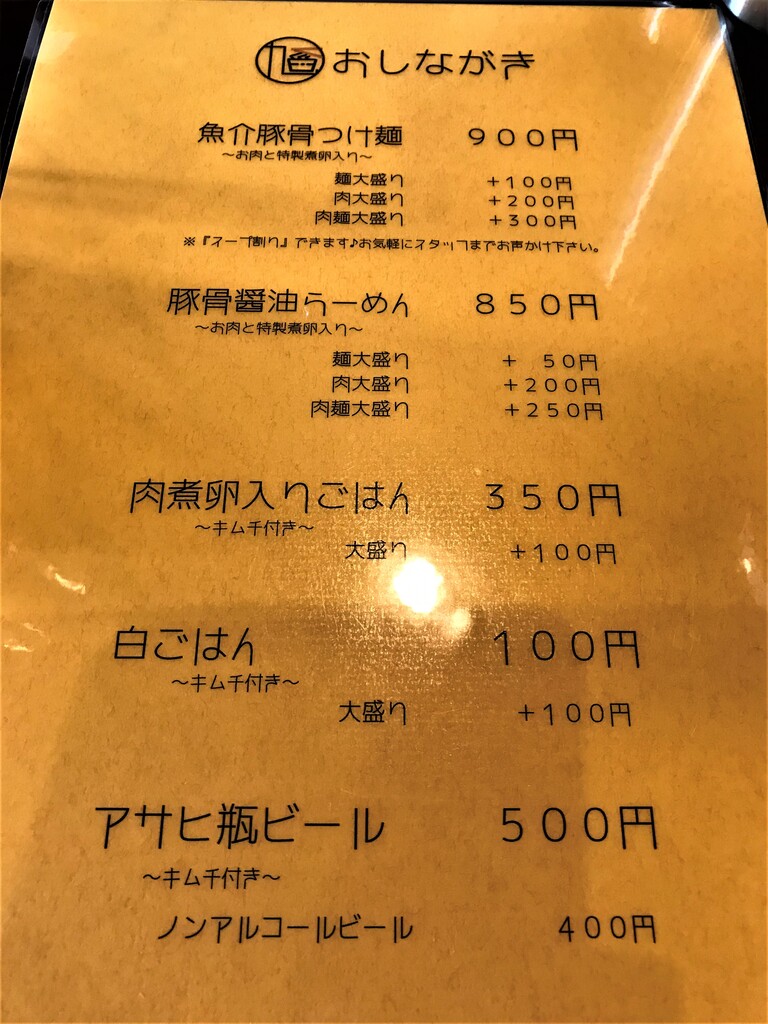 おしながき
魚介豚骨つけ麺 900円
～お肉と特製煮卵入り～
麺大盛り +100円
肉大盛り +200円
肉麺大盛り +300円
※『スープ割り』できます♪お気軽にスタッフまでお声かけ下さい。
豚骨醤油らーめん 850円
～お肉と特製煮卵入り～
麺大盛り + 50円
肉大盛り +200円
肉麺大盛り +250円
肉煮卵入りごはん 350円
～キムチ付き～
大盛り +100円
白ごはん 100円
～キムチ付き～
大盛り +100円
アサヒ瓶ビール 500円
～キムチ付き～
ノンアルコールビール 400円